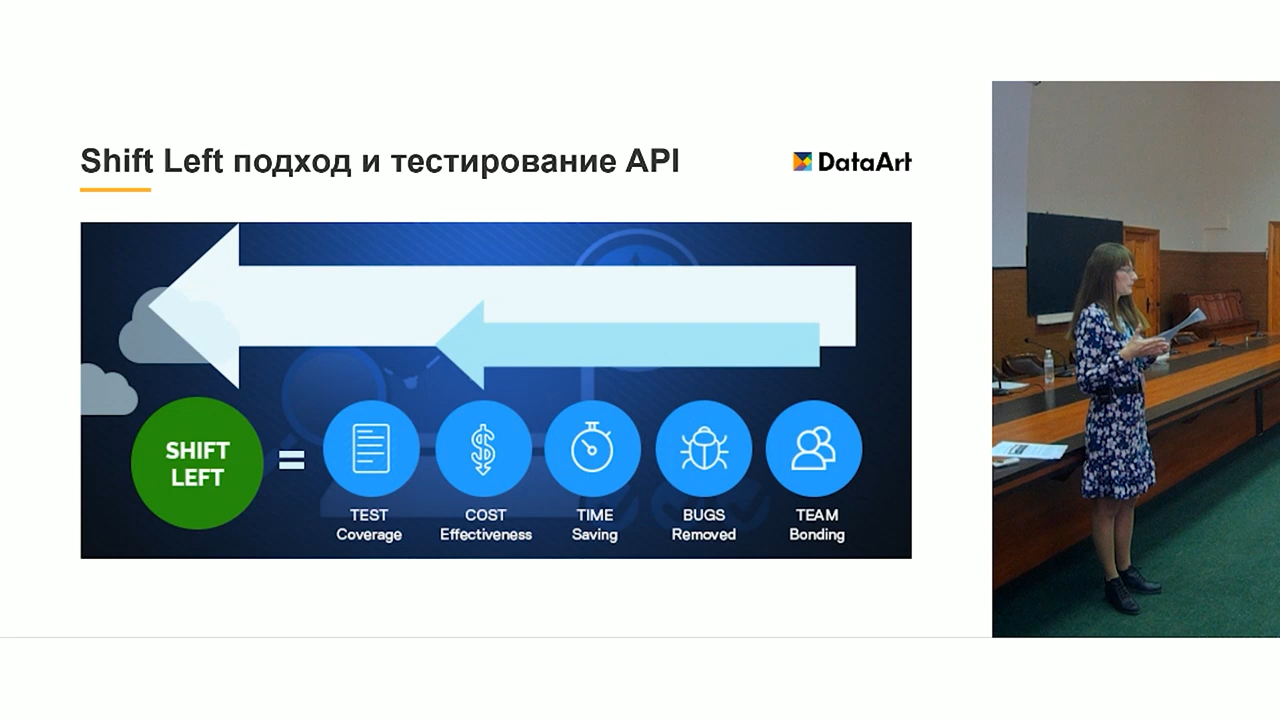 Shift Left подход и тестирование API
DataArt
SHIFT
LEFT
=
TEST
Coverage
COST
Effectiveness
TIME
Saving
BUGS
Removed
TEAM
Bonding